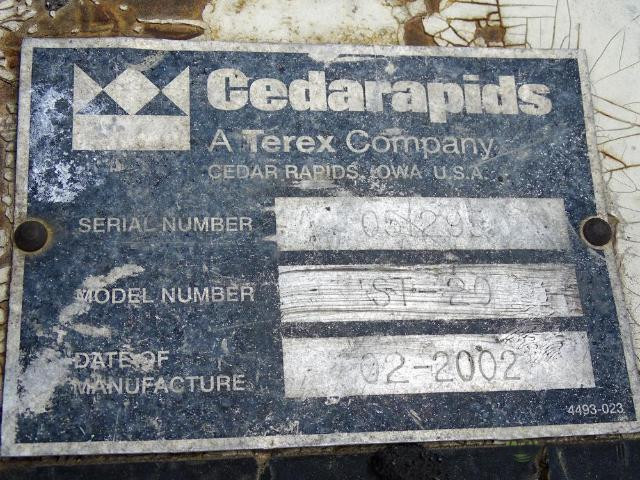 Cedarapids
A Terex Company
CEDAR RAPIDS, IOWA U.S.A.
SERIAL NUMBER
MODEL NUMBER
DATE OF
MANUFACTURE 02-2002
4493-023